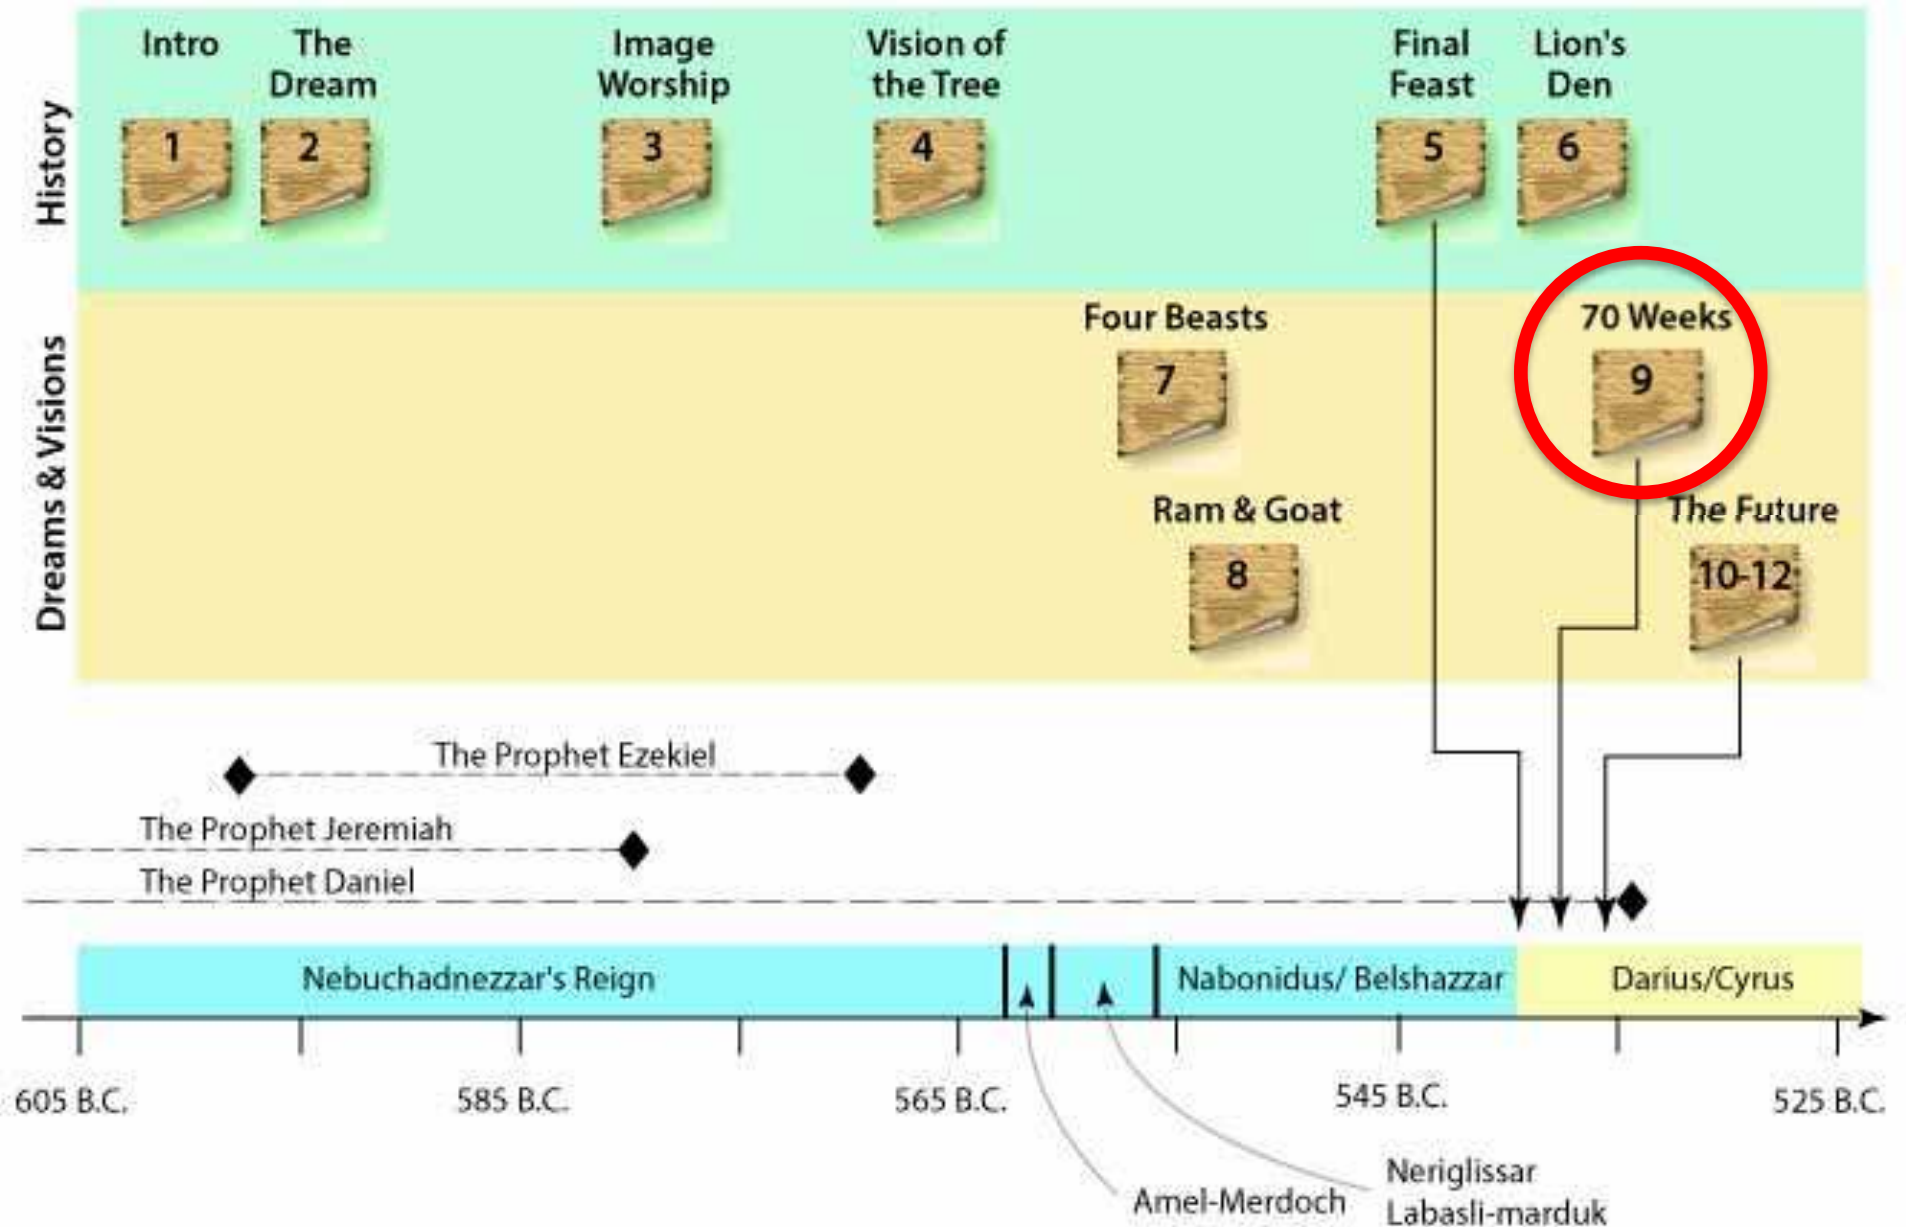 History
Intro
The
Dream
Image
Worship
Vision of
the Tree
Final
Feast
Lion's
Den
1
2
3
4
5
6
Dreams & Visions
Four Beasts
70 Weeks
7
9
Ram & Goat
The Future
8
10-12
The Prophet Ezekiel
The Prophet Jeremiah
The Prophet Daniel
Nebuchadnezzar's Reign
Nabonidus/ Belshazzar
Darius/Cyrus
605 B.C.
585 B.C.
565 B.C.
545 B.C.
525 B.C.
Amel-Merdoch
Neriglissar
Labasli-marduk